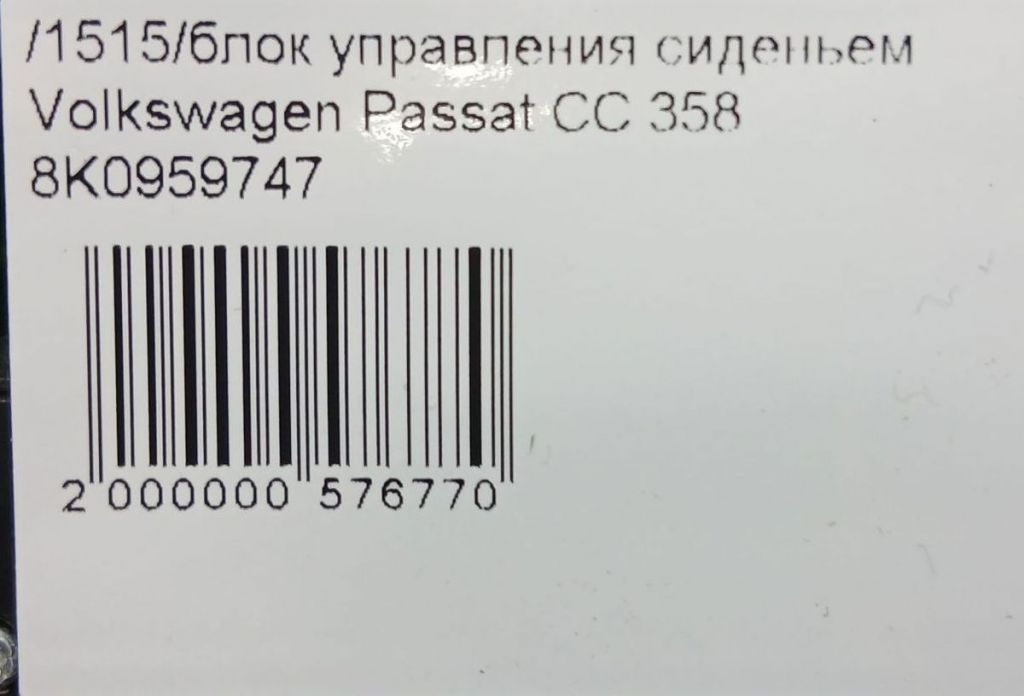 /1515/блок управления сиденьем
Volkswagen Passat CC 358
8K0959747
2 000000 576770